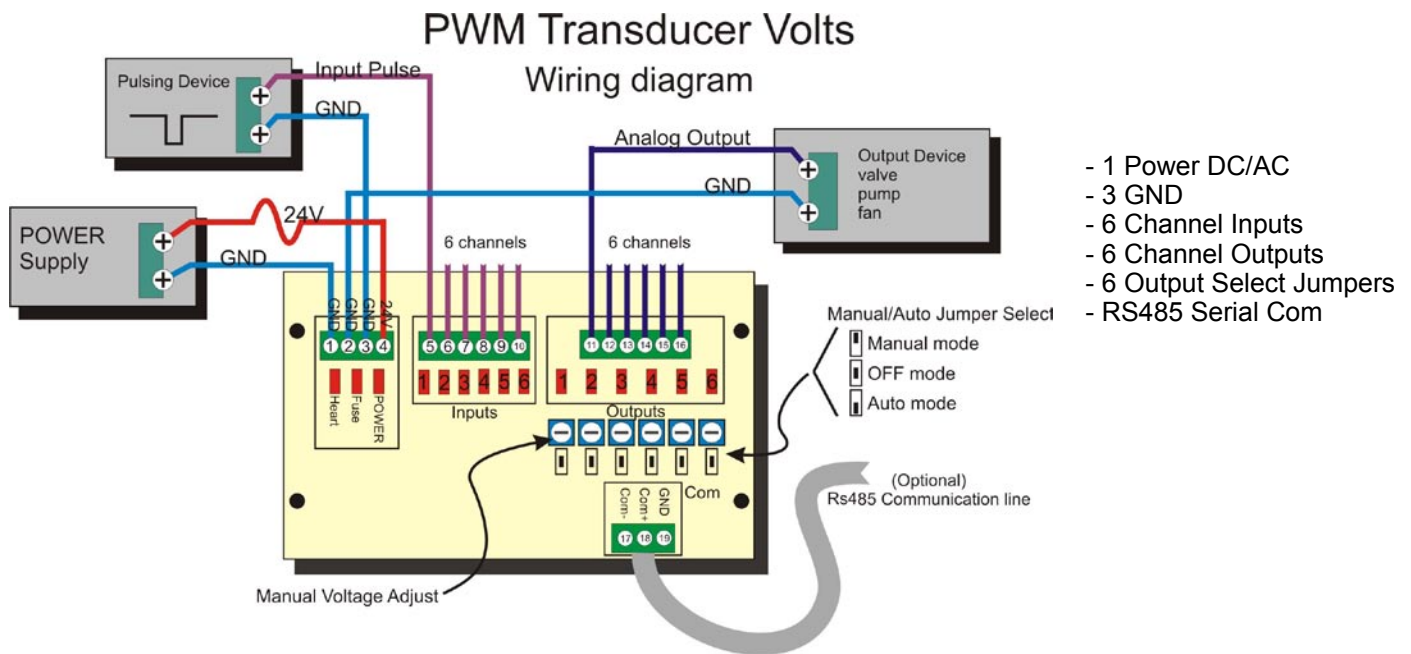 PWM Transducer Volts
Wiring diagram
Pulsing Device
Input Pulse
GND
Analog Output
GND
Output Device
valve
pump
fan
POWER
Supply
24V
GND
6 channels
6 channels
GND
GND
GND
24V
1 2 3 4
5 6 7 8 9 10
11 12 13 14 15 16
Heart
Fuse
POWER
1 2 3 4 5 6
Inputs
1 2 3 4 5 6
Outputs
Manual/Auto Jumper Select
Manual mode
OFF mode
Auto mode
Com-
Com+
GND
Com
17 18 19
(Optional)
Rs485 Communication line
Manual Voltage Adjust
- 1 Power DC/AC
- 3 GND
- 6 Channel Inputs
- 6 Channel Outputs
- 6 Output Select Jumpers
- RS485 Serial Com